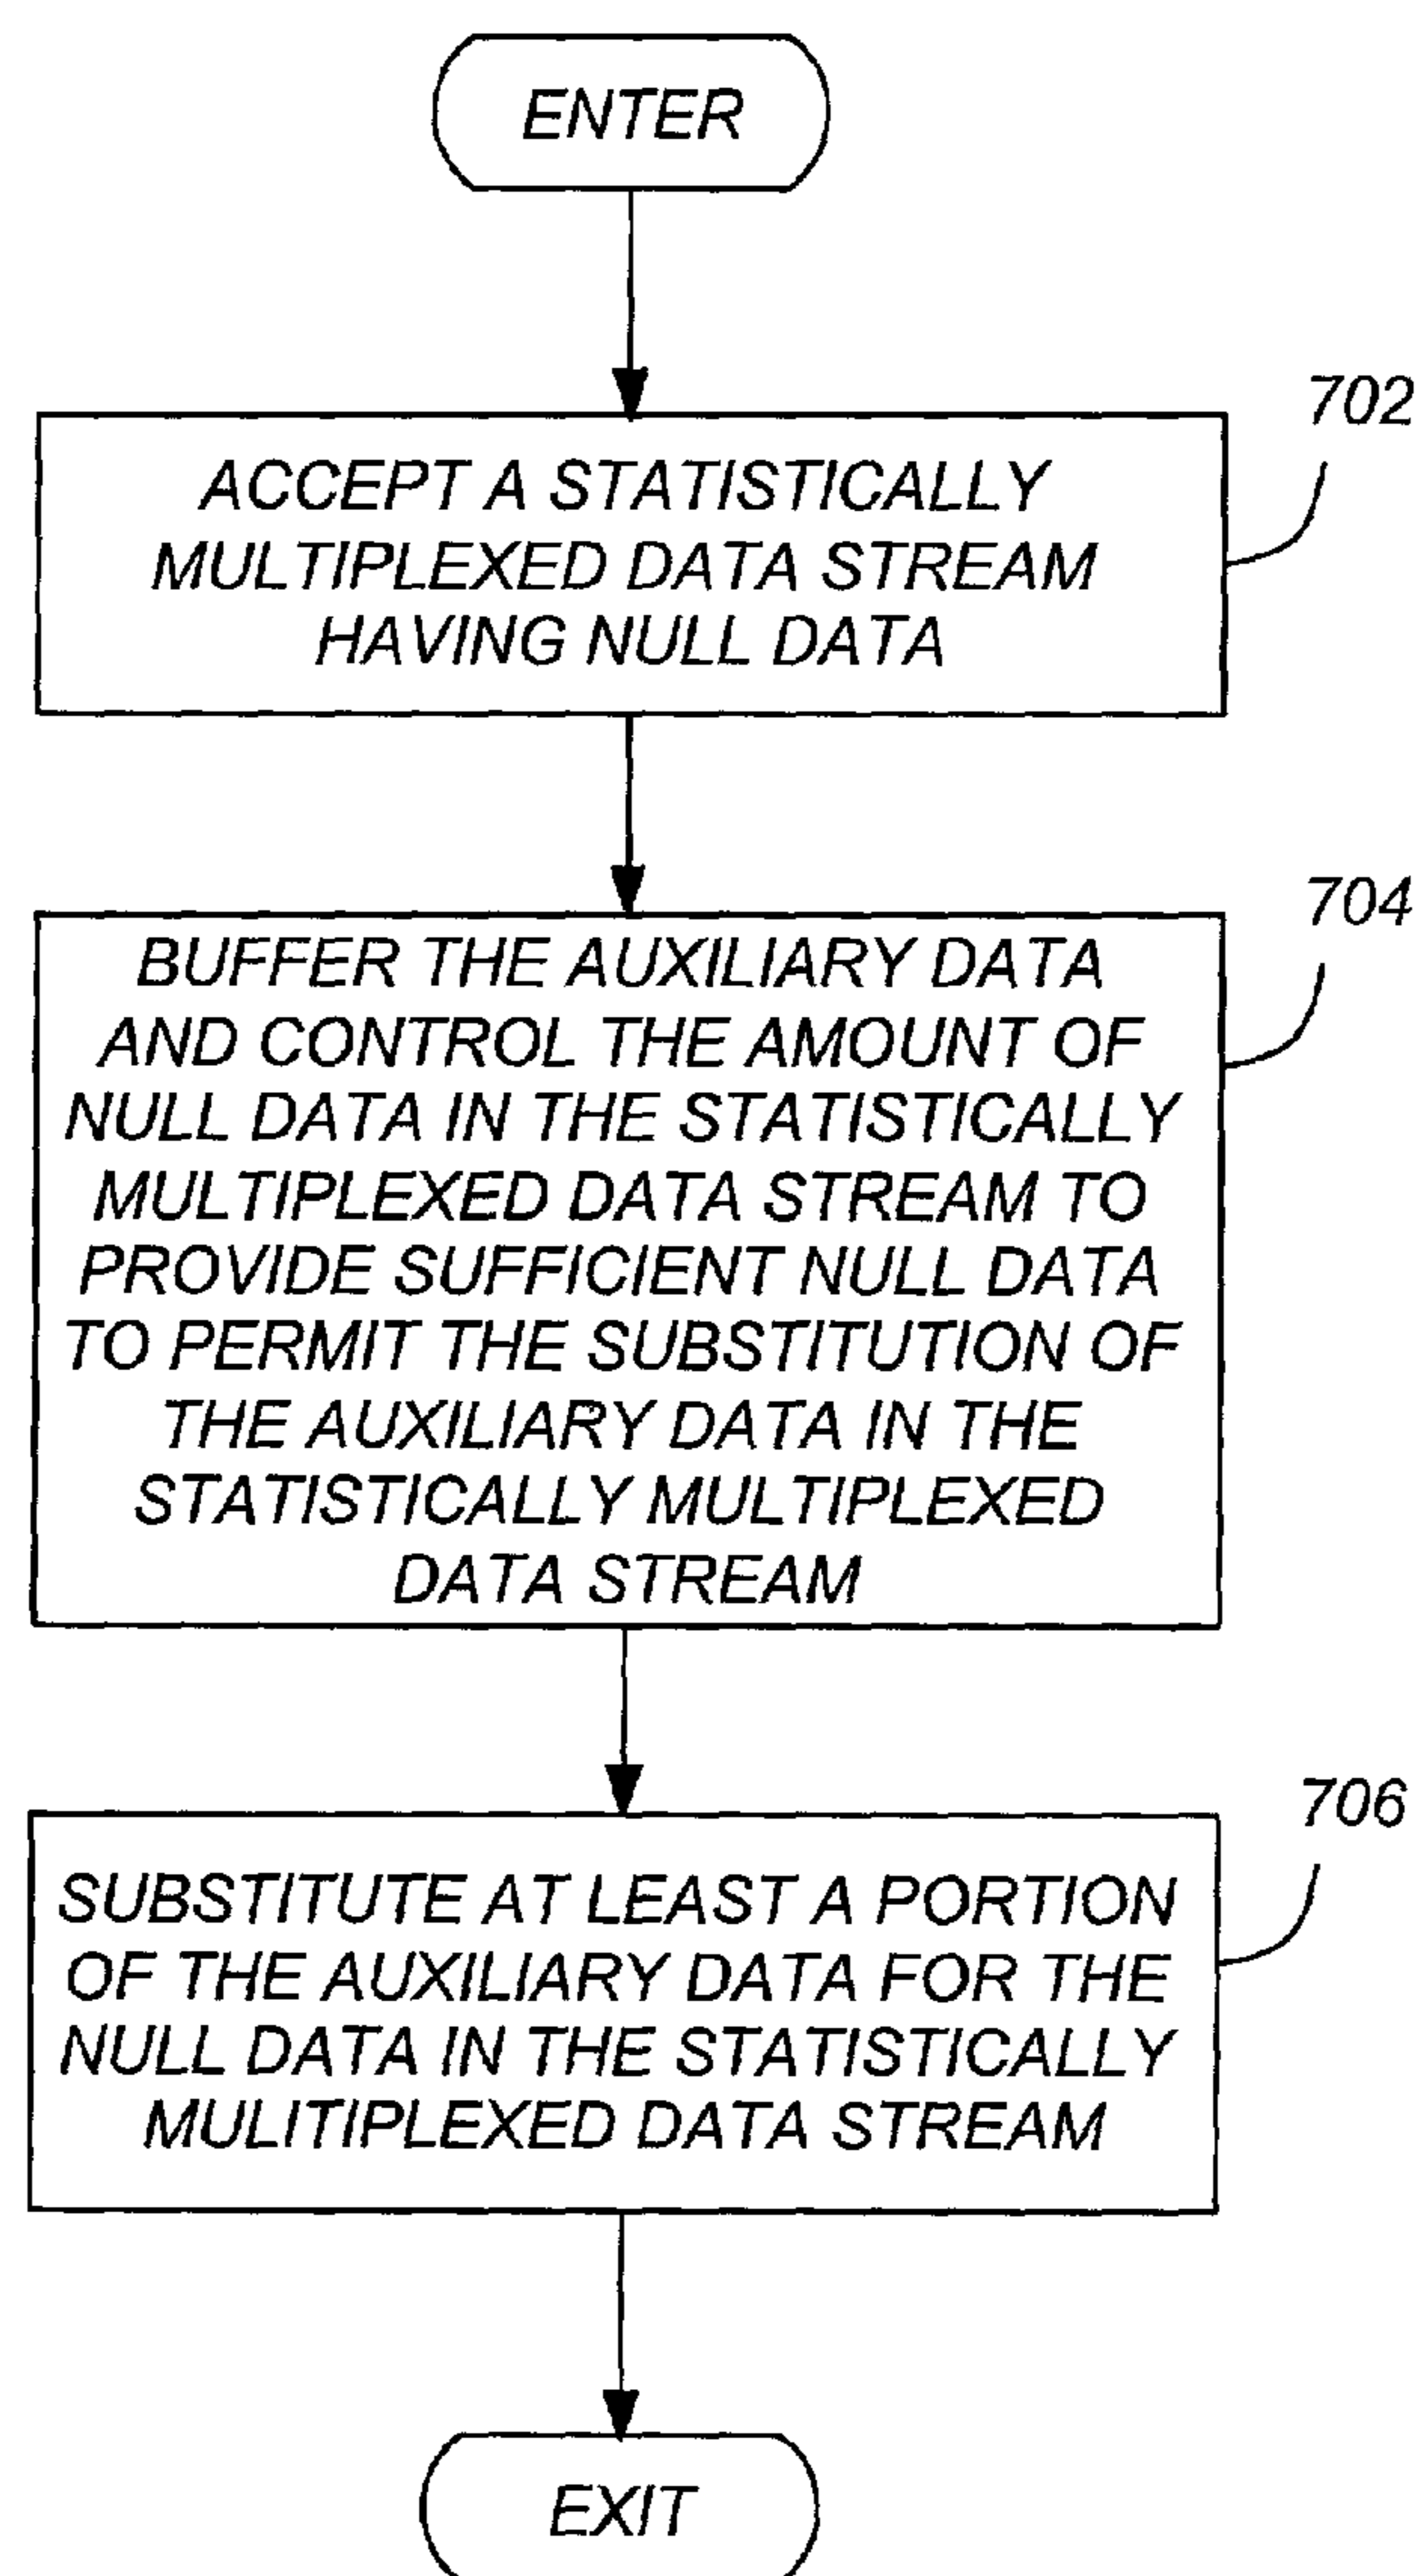 ENTER
702
ACCEPT A STATISTICALLY
MULTIPLEXED DATA STREAM
HAVING NULL DATA
704
BUFFER THE AUXILIARY DATA
AND CONTROL THE AMOUNT OF
NULL DATA IN THE STATISTICALLY
MULTIPLEXED DATA STREAM TO
PROVIDE SUFFICIENT NULL DATA
TO PERMIT THE SUBSTITUTION OF
THE AUXILIARY DATA IN THE
STATISTICALLY MULTIPLEXED
DATA STREAM
706
SUBSTITUTE AT LEAST A PORTION
OF THE AUXILIARY DATA FOR THE
NULL DATA IN THE STATISTICALLY
MULITIPLEXED DATA STREAM
EXIT